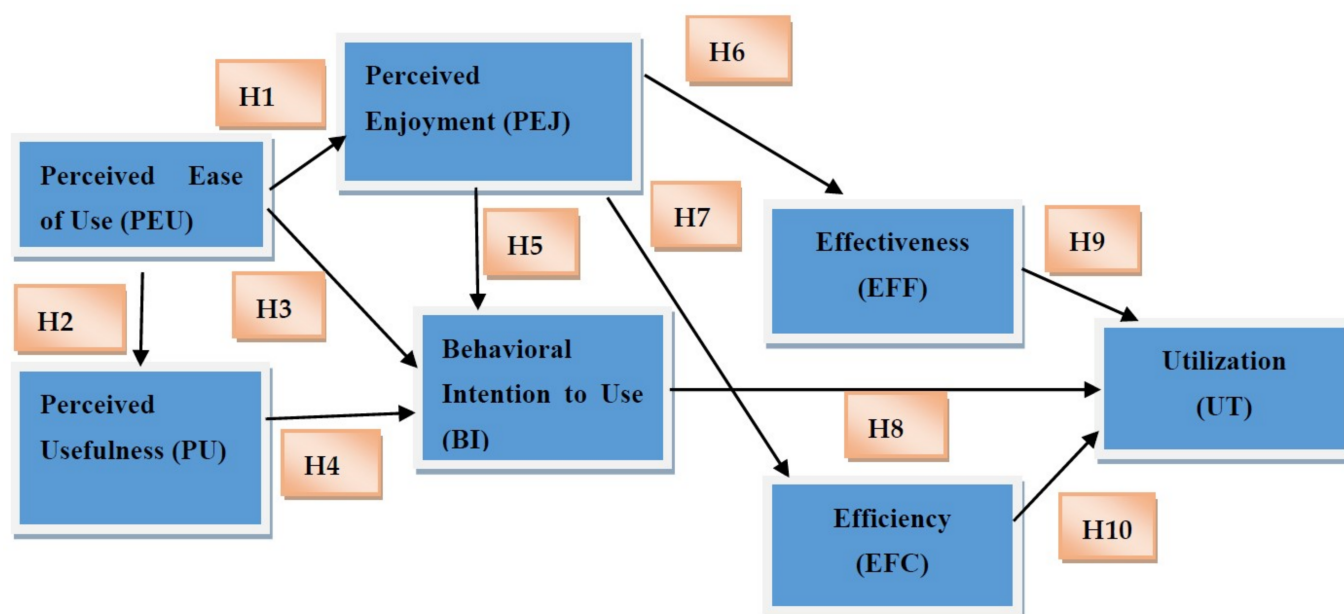 H1
Perceived
Enjoyment (PEJ)
H6
Perceived Ease
of Use (PEU)
H7
Effectiveness
(EFF)
H9
H5
H2
H3
Behavioral
Intention to Use
(BI)
Utilization
(UT)
Perceived
Usefulness (PU)
H4
H8
Efficiency
(EFC)
H10